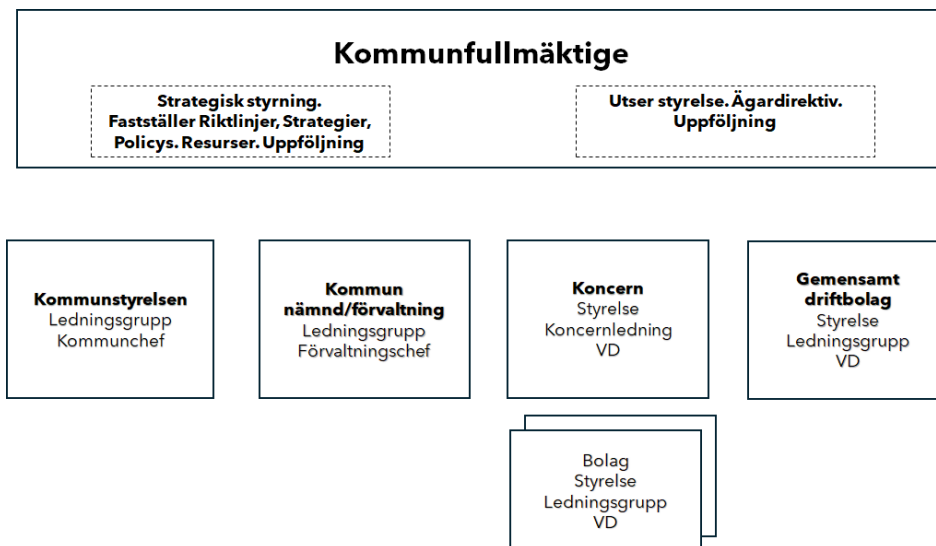 Kommunfullmäktige
Strategisk styrning.
Fastställer Riktlinjer, Strategier,
Policys. Resurser. Uppföljning
Utser styrelse. Ägardirektiv.
Uppföljning
Kommunstyrelsen
Ledningsgrupp
Kommunchef
Kommun
nämnd/förvaltning
Ledningsgrupp
Förvaltningschef
Koncern
Styrelse
Koncernledning
VD
Gemensamt
driftbolag
Styrelse
Ledningsgrupp
VD
Bolag
Styrelse
Ledningsgrupp
VD